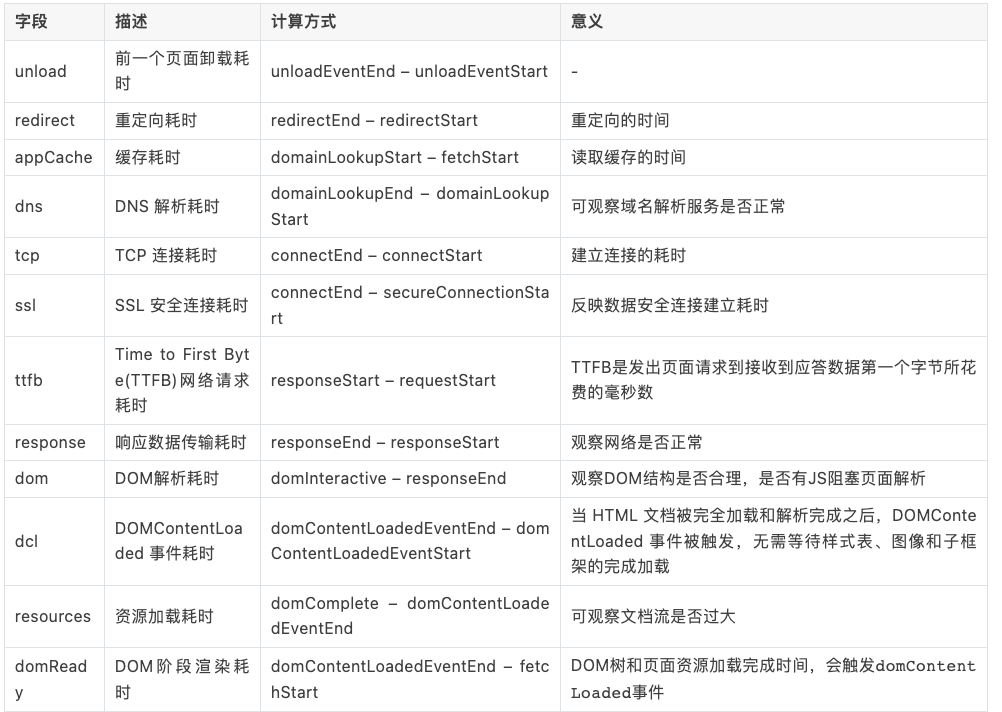 字段 描述 计算方式 意义
unload 前一个页面卸载耗时 unloadEventEnd – unloadEventStart -
redirect 重定向耗时 redirectEnd – redirectStart 重定向的时间
appCache 缓存耗时 domainLookupStart – fetchStart 读取缓存的时间
dns DNS 解析耗时 domainLookupEnd – domainLookupStart 可观察域名解析服务是否正常
tcp TCP 连接耗时 connectEnd – connectStart 建立连接的耗时
ssl SSL 安全连接耗时 connectEnd – secureConnectionStart 反映数据安全连接建立耗时
ttfb Time to First Byte(TTFB)网络请求耗时 responseStart – requestStart TTFB是发出页面请求到接收到应答数据第一个字节所花费的毫秒数
response 响应数据传输耗时 responseEnd – responseStart 观察网络是否正常
dom DOM解析耗时 domInteractive – responseEnd 观察DOM结构是否合理，是否有JS阻塞页面解析
dcl DOMContentLoaded 事件耗时 domContentLoadedEventEnd – domContentLoadedEventStart 当 HTML 文档被完全加载和解析完成之后，DOMContentLoaded 事件被触发，无需等待样式表、图像和子框架的完成加载
resources 资源加载耗时 domComplete – domContentLoadedEventEnd 可观察文档流是否过大
domReady DOM阶段渲染耗时 domContentLoadedEventEnd – fetchStart DOM树和页面资源加载完成时间，会触发domContentLoaded事件